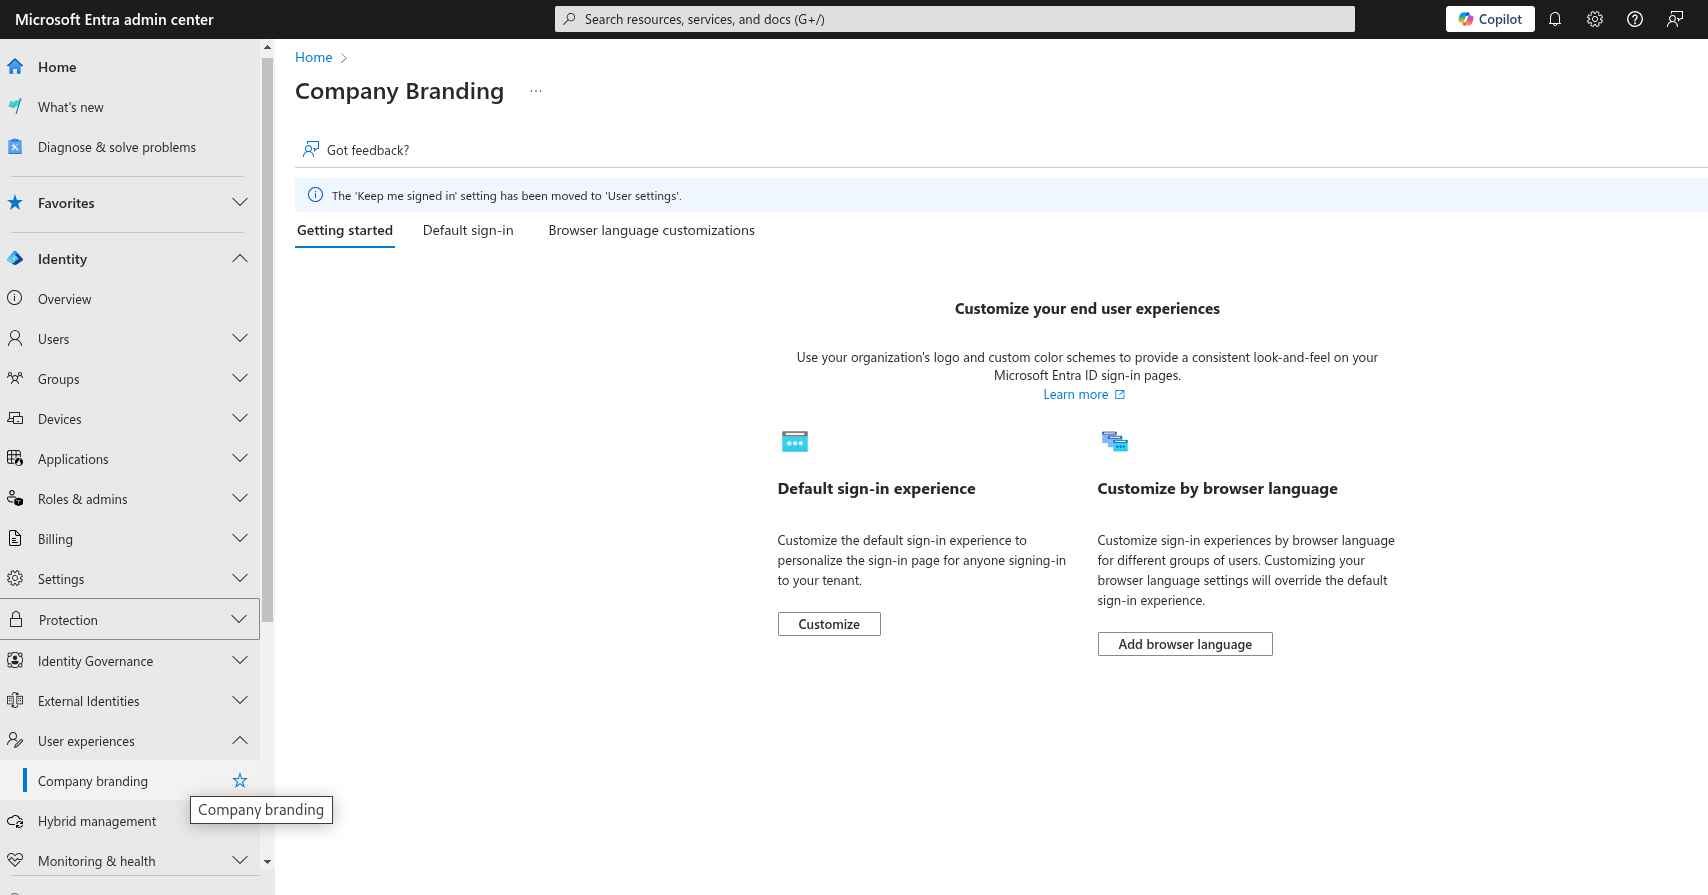 Microsoft Entra admin center
Search resources, services, and docs (G+/)
Copilot
Home
What's new
Diagnose & solve problems
Favorites
Identity
Overview
Users
Groups
Devices
Applications
Roles & admins
Billing
Settings
Protection
Identity Governance
External Identities
User experiences
Company branding
Company branding
Hybrid management
Monitoring & health
Home
Company Branding
Got feedback?
The 'Keep me signed in' setting has been moved to 'User settings'.
Getting started
Default sign-in
Browser language customizations
Customize your end user experiences
Use your organization's logo and custom color schemes to provide a consistent look-and-feel on your
Microsoft Entra ID sign-in pages.
Learn more
Default sign-in experience
Customize the default sign-in experience to
personalize the sign-in page for anyone signing-in
to your tenant.
Customize
Customize by browser language
Customize sign-in experiences by browser language
for different groups of users. Customizing your
browser language settings will override the default
sign-in experience.
Add browser language